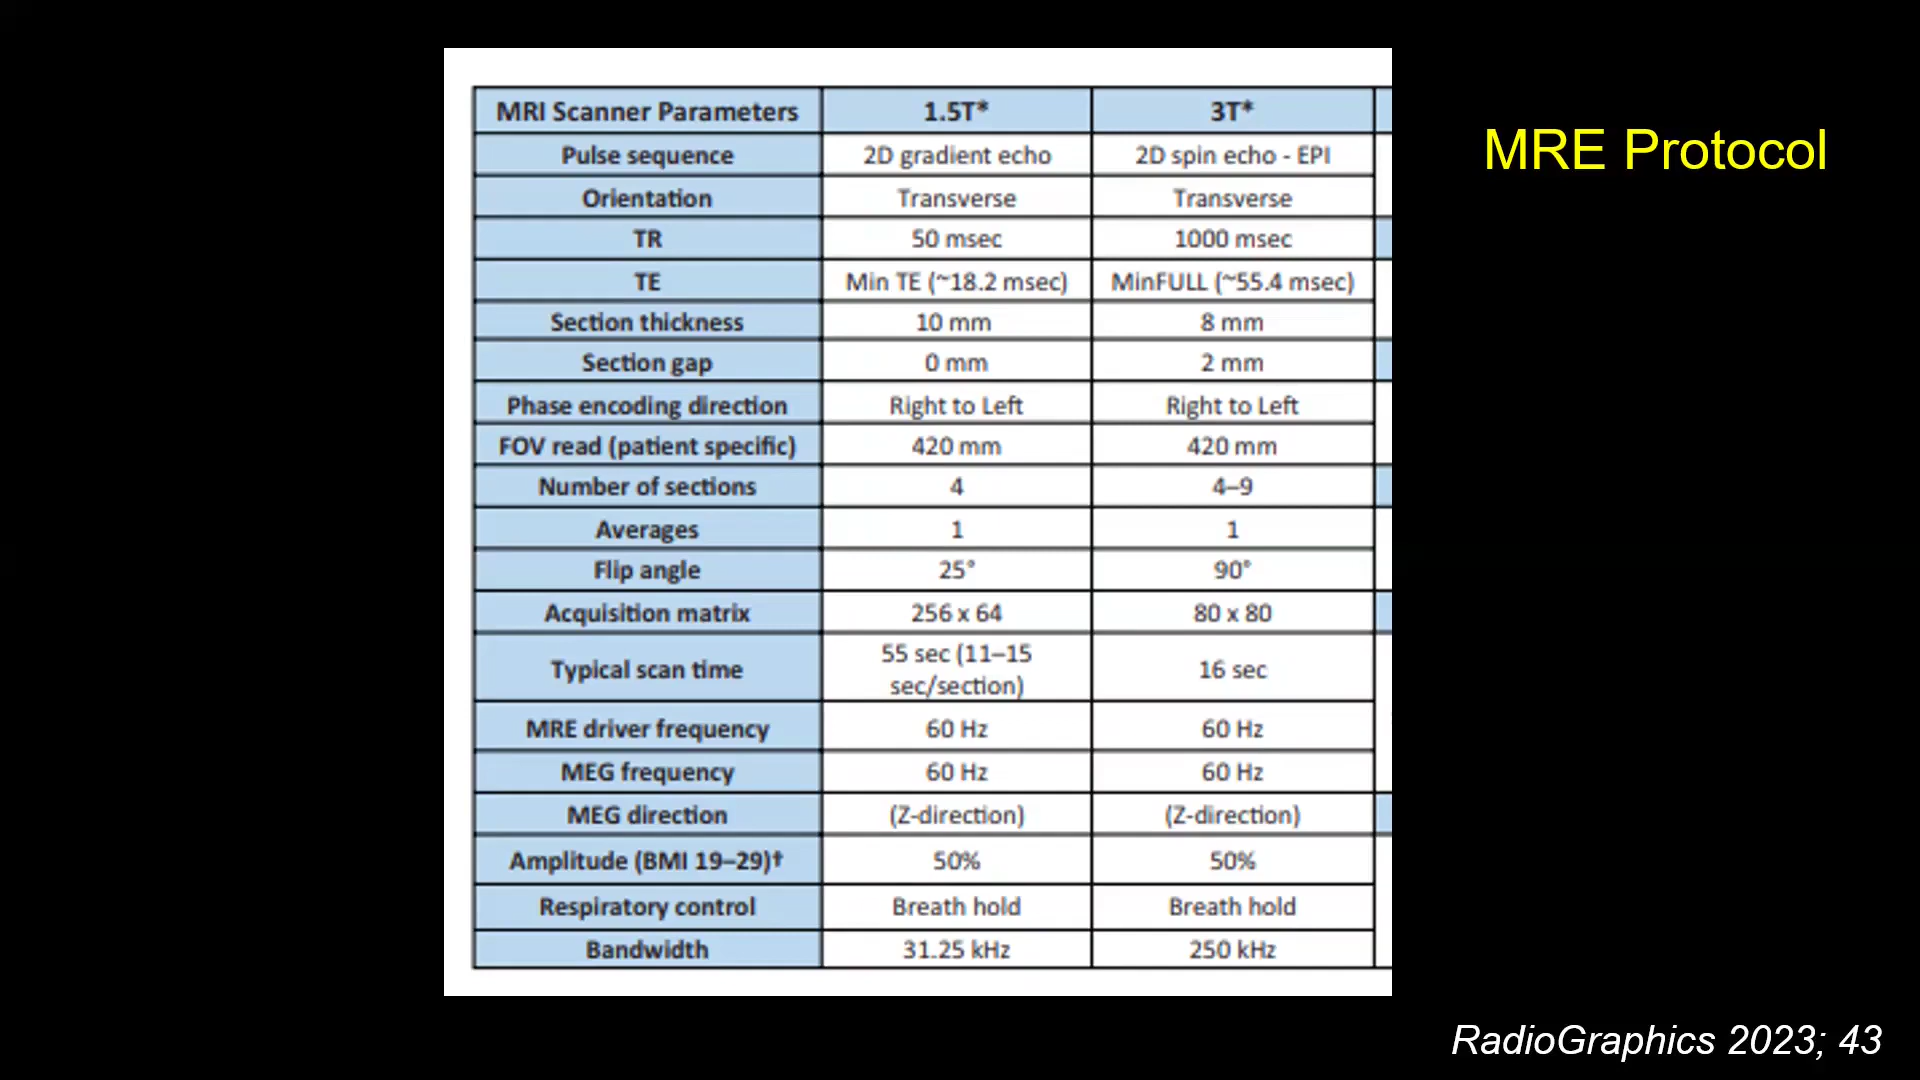 MRE Protocol
MRI Scanner Parameters 1.5T* 3T*
Pulse sequence 2D gradient echo 2D spin echo - EPI
Orientation Transverse Transverse
TR 50 msec 1000 msec
TE Min TE (~18.2 msec) MinFULL (~55.4 msec)
Section thickness 10 mm 8 mm
Section gap 0 mm 2 mm
Phase encoding direction Right to Left Right to Left
FOV read (patient specific) 420 mm 420 mm
Number of sections 4 4–9
Averages 1 1
Flip angle 25° 90°
Acquisition matrix 256 x 64 80 x 80
Typical scan time 55 sec (11–15 sec/section) 16 sec
MRE driver frequency 60 Hz 60 Hz
MEG frequency 60 Hz 60 Hz
MEG direction (Z-direction) (Z-direction)
Amplitude (BMI 19–29)† 50% 50%
Respiratory control Breath hold Breath hold
Bandwidth 31.25 kHz 250 kHz
RadioGraphics 2023; 43